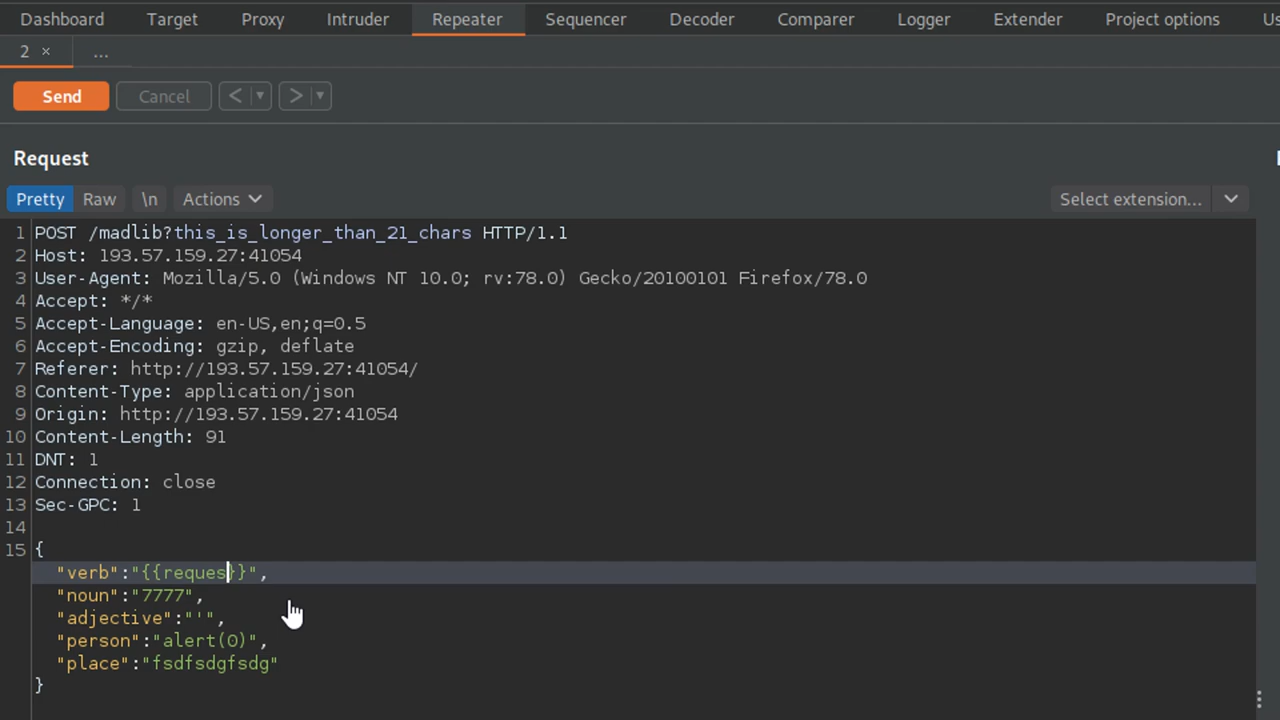 Dashboard Target Proxy Intruder Repeater Sequencer Decoder Comparer Logger Extender Project options
2 × ...
Send Cancel < >
Request
Pretty Raw \n Actions Select extension...
1 POST /madlib?this_is_longer_than_21_chars HTTP/1.1
2 Host: 193.57.159.27:41054
3 User-Agent: Mozilla/5.0 (Windows NT 10.0; rv:78.0) Gecko/20100101 Firefox/78.0
4 Accept: */*
5 Accept-Language: en-US,en;q=0.5
6 Accept-Encoding: gzip, deflate
7 Referer: http://193.57.159.27:41054/
8 Content-Type: application/json
9 Origin: http://193.57.159.27:41054
10 Content-Length: 91
11 DNT: 1
12 Connection: close
13 Sec-GPC: 1
14
15 {
"verb":"{{reques}}",
"noun":"7777",
"adjective":"'",
"person":"alert(0)",
"place":"fsdfsdgfsdg"
}